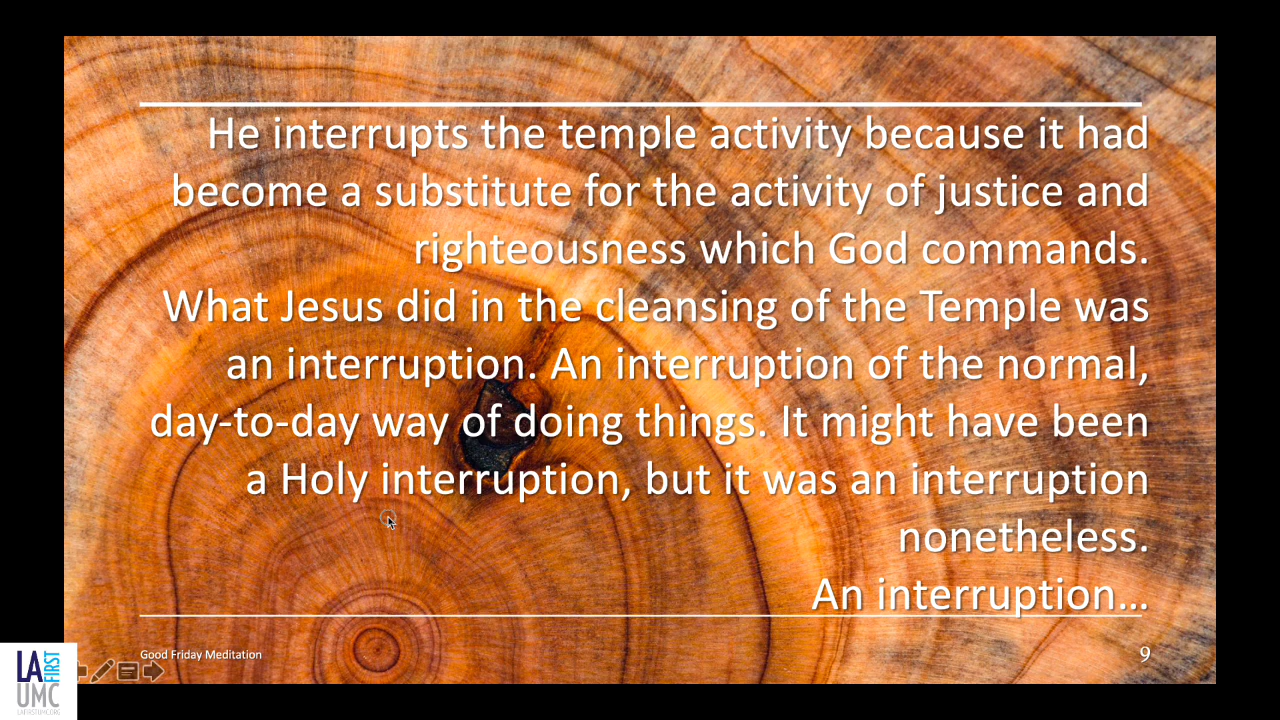 He interrupts the temple activity because it had
become a substitute for the activity of justice and
righteousness which God commands.
What Jesus did in the cleansing of the Temple was
an interruption. An interruption of the normal,
day-to-day way of doing things. It might have been
a Holy interruption, but it was an interruption
nonetheless.
An interruption...
Good Friday Meditation
9
LA FIRST
UMC
LAFIRSTUMC.ORG